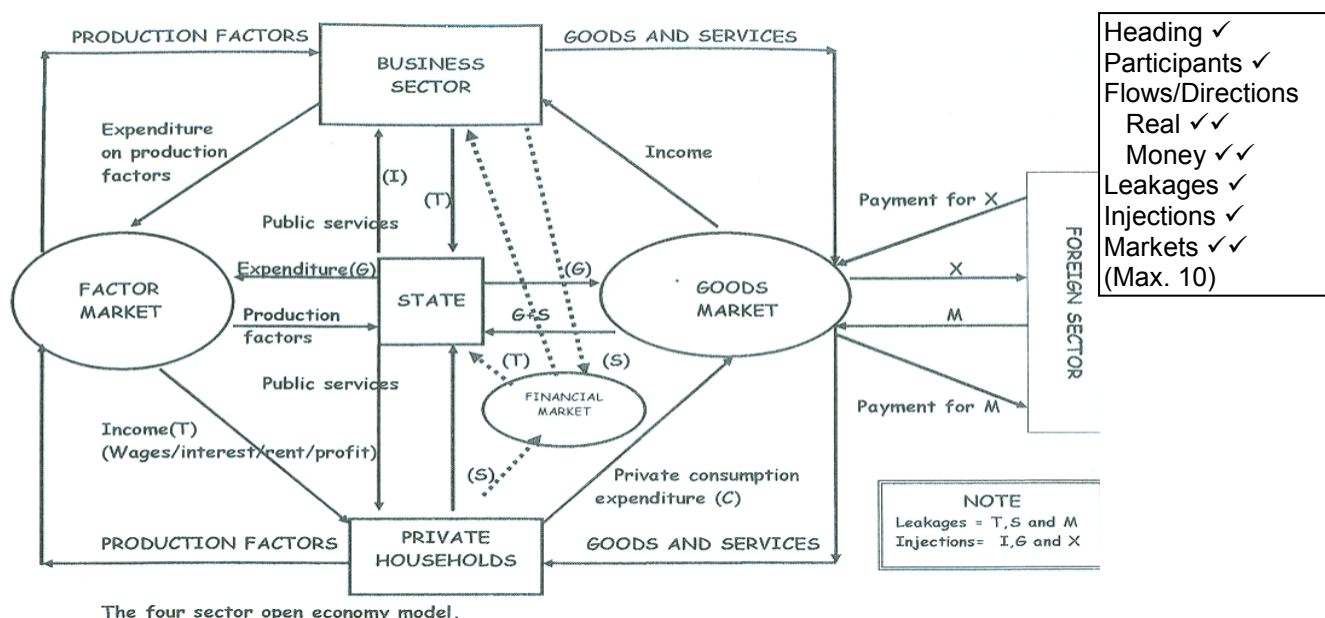 PRODUCTION FACTORS
GOODS AND SERVICES
BUSINESS
SECTOR
Expenditure
on production
factors
Income
(I)
(T)
Public services
Payment for X
FACTOR
MARKET
Expenditure(G)
Production
factors
STATE
(G)
G+S
GOODS
MARKET
X
M
FOREIGN SECTOR
Public services
(T)
(S)
FINANCIAL
MARKET
Payment for M
Income(T)
(Wages/interest/rent/profit)
(S)
Private consumption
expenditure (C)
PRODUCTION FACTORS
PRIVATE
HOUSEHOLDS
GOODS AND SERVICES
NOTE
Leakages = T,S and M
Injections= I,G and X
The four sector open economy model.
Heading ✓
Participants ✓
Flows/Directions
Real ✓✓
Money ✓✓
Leakages ✓
Injections ✓
Markets ✓✓
(Max. 10)